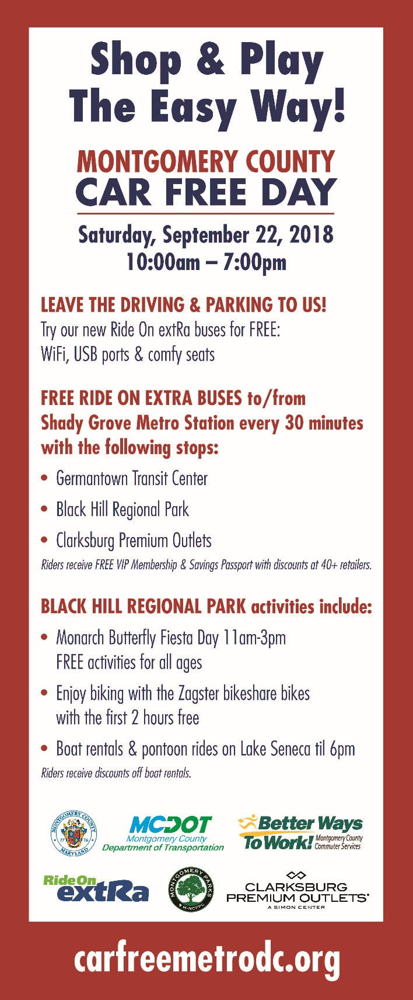 Shop & Play
The Easy Way!
MONTGOMERY COUNTY
CAR FREE DAY
Saturday, September 22, 2018
10:00am – 7:00pm
LEAVE THE DRIVING & PARKING TO US!
Try our new Ride On extRa buses for FREE:
WiFi, USB ports & comfy seats
FREE RIDE ON EXTRA BUSES to/from
Shady Grove Metro Station every 30 minutes
with the following stops:
• Germantown Transit Center
• Black Hill Regional Park
• Clarksburg Premium Outlets
Riders receive FREE VIP Membership & Savings Passport with discounts at 40+ retailers.
BLACK HILL REGIONAL PARK activities include:
• Monarch Butterfly Fiesta Day 11am-3pm
FREE activities for all ages
• Enjoy biking with the Zagster bikeshare bikes
with the first 2 hours free
• Boat rentals & pontoon rides on Lake Seneca til 6pm
Riders receive discounts off boat rentals.
MONTGOMERY COUNTY
17 76
MARYLAND
MCDOT
Montgomery County
Department of Transportation
Better Ways
To Work!
Montgomery County
Commuter Services
Ride On
extRa
MONTGOMERY PARKS
M-NCPPC
CLARKSBURG
PREMIUM OUTLETS®
A SIMON CENTER
carfreemetrodc.org